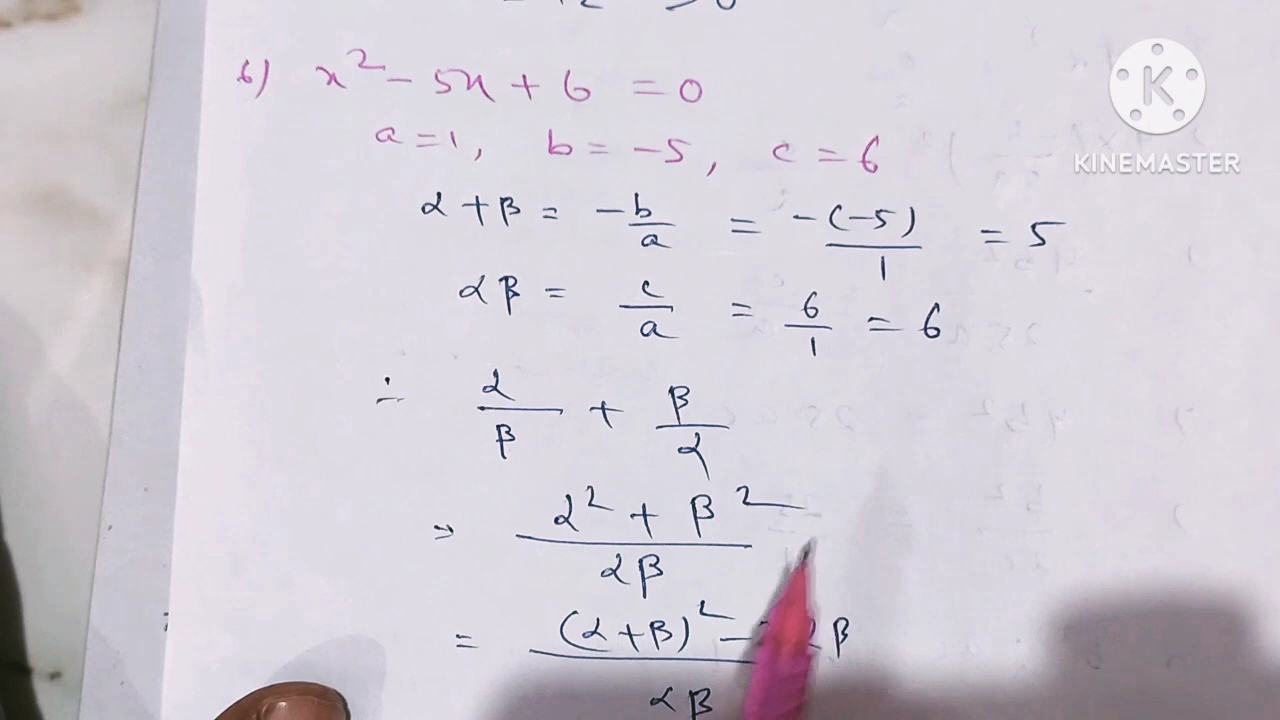 6) x² - 5x + 6 = 0
a = 1, b = -5, c = 6
α + β = -b/a = -(-5)/1 = 5
αβ = c/a = 6/1 = 6
∴ α/β + β/α
⇒ α² + β² / αβ
= (α + β)² - β / αβ
K
KINEMASTER